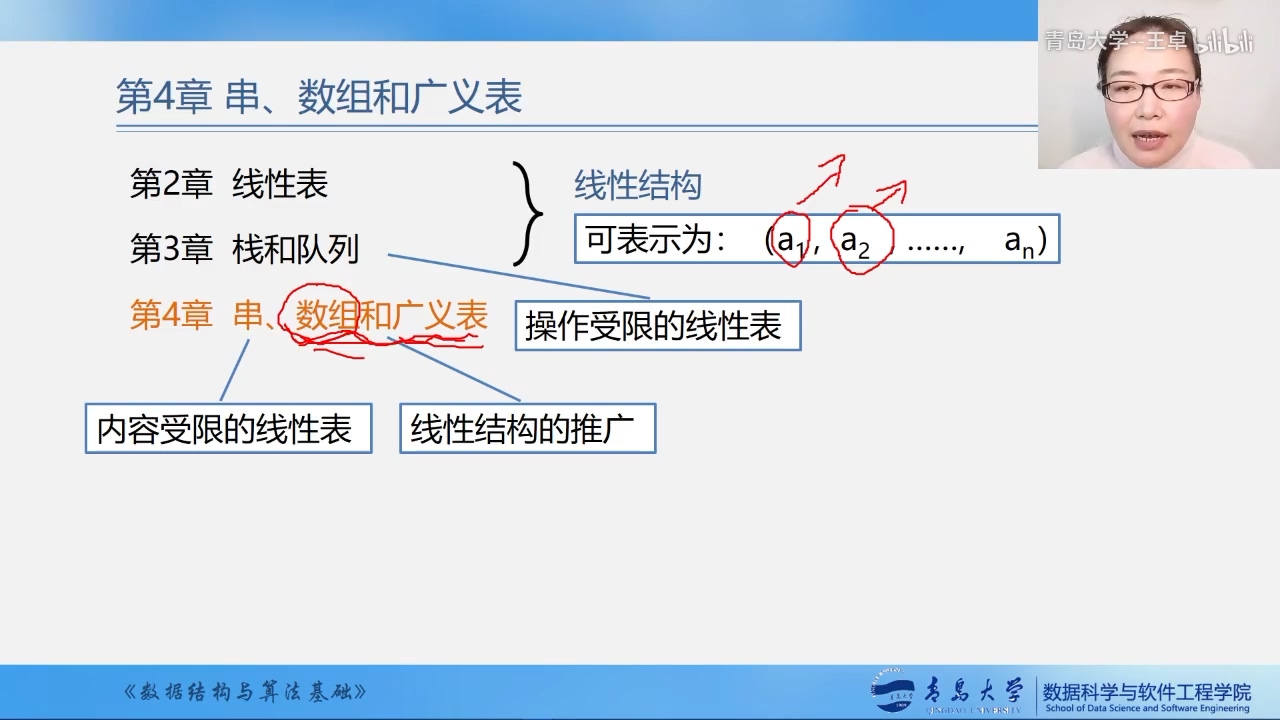 青岛大学--王卓 bilibili
第4章 串、数组和广义表
第2章 线性表
线性结构
可表示为： (a1, a2 , ……, an)
第3章 栈和队列
第4章 串、数组和广义表
操作受限的线性表
内容受限的线性表
线性结构的推广
《数据结构与算法基础》
青岛大学
QINGDAO UNIVERSITY
数据科学与软件工程学院
School of Data Science and Software Engineering